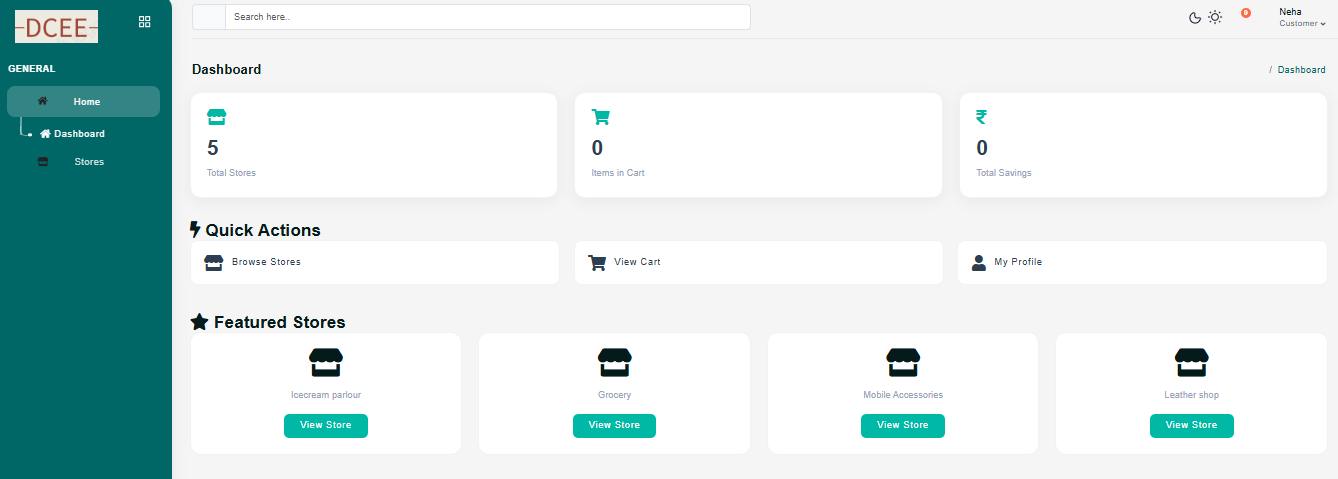 DCEE
Search here..
0
Neha
Customer
GENERAL
Home
Dashboard
Stores
Dashboard
/ Dashboard
5
Total Stores
0
Items in Cart
₹
0
Total Savings
Quick Actions
Browse Stores
View Cart
My Profile
Featured Stores
Icecream parlour
View Store
Grocery
View Store
Mobile Accessories
View Store
Leather shop
View Store